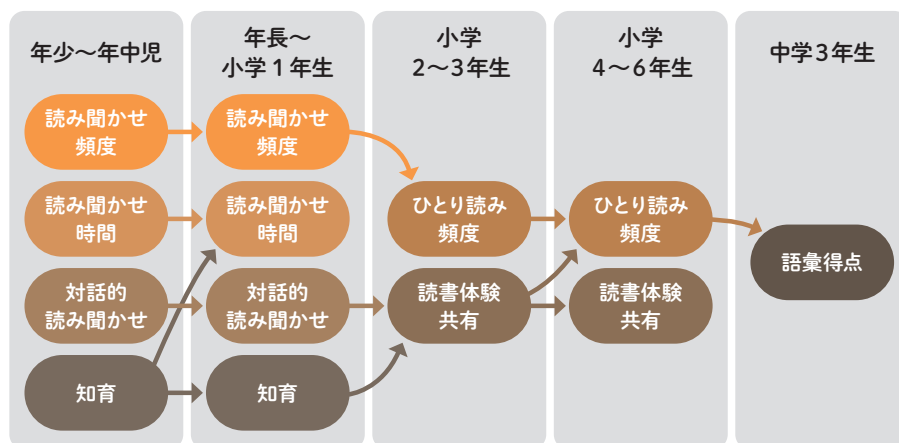 年少～年中児
読み聞かせ
頻度
読み聞かせ
時間
対話的
読み聞かせ
知育
年長～
小学1年生
読み聞かせ
頻度
読み聞かせ
時間
対話的
読み聞かせ
知育
小学
2～3年生
ひとり読み
頻度
読書体験
共有
小学
4～6年生
ひとり読み
頻度
読書体験
共有
中学3年生
語彙得点